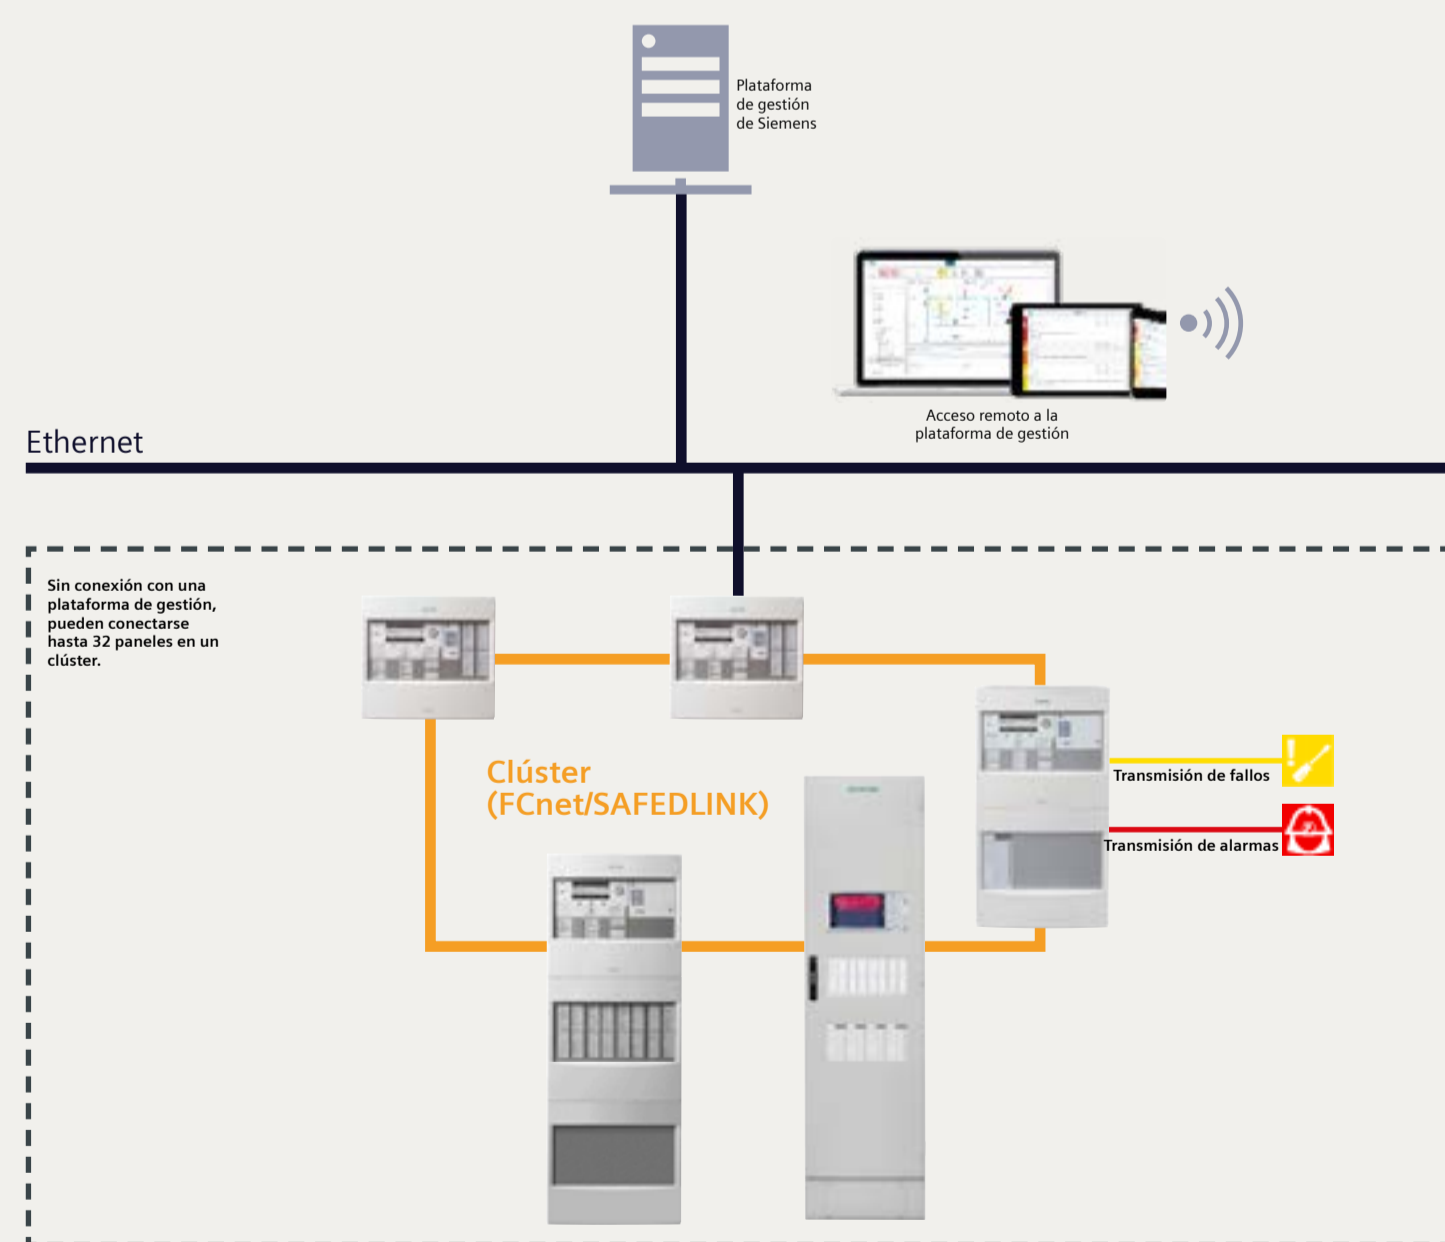 Plataforma
de gestión
de Siemens
Acceso remoto a la
plataforma de gestión
Ethernet
Sin conexión con una
plataforma de gestión,
pueden conectarse
hasta 32 paneles en un
clúster.
Clúster
(FCnet/SAFEDLINK)
Transmisión de fallos
Transmisión de alarmas